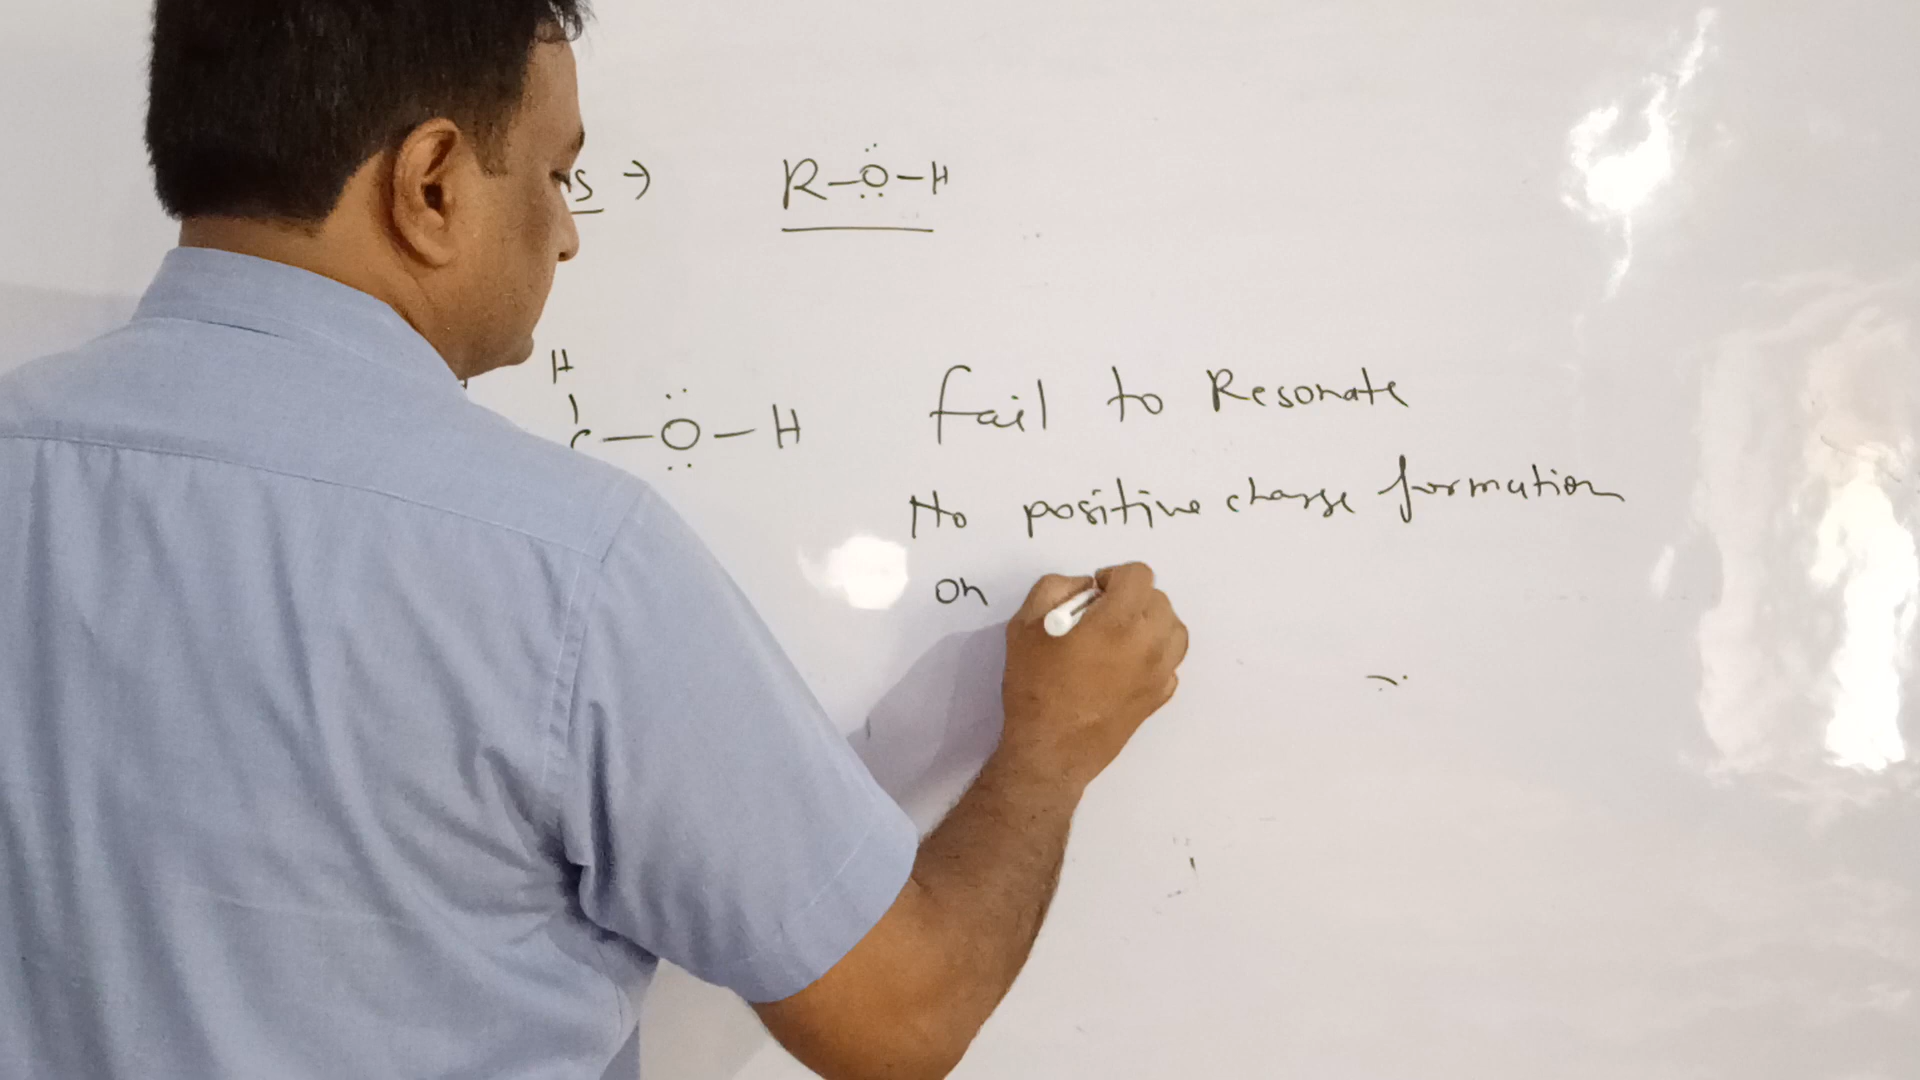 s → R-Ö-H
H
C-O-H fail to Resonate
No positive charge formation
on